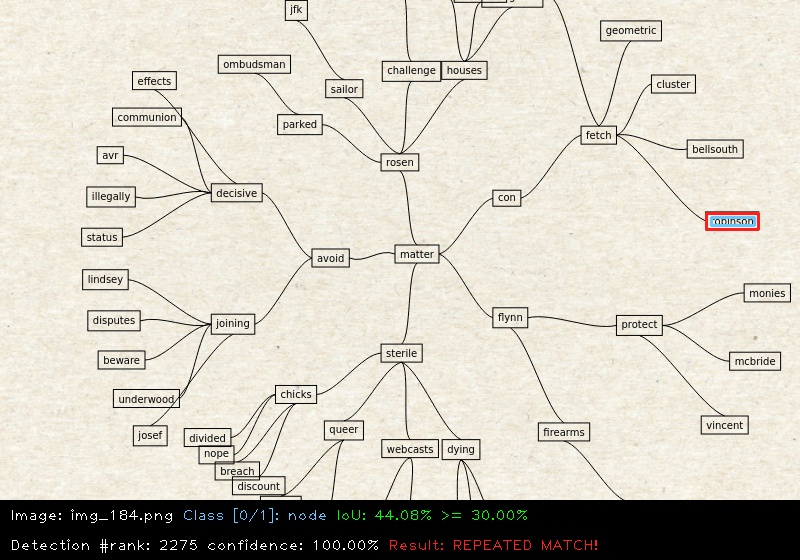 jfk
geometric
ombudsman
challenge
houses
effects
sailor
cluster
communion
parked
fetch
avr
rosen
bellsouth
illegally
decisive
con
robinson
status
avoid
matter
lindsey
monies
disputes
joining
flynn
protect
beware
sterile
mcbride
underwood
chicks
josef
divided
queer
firearms
vincent
nope
webcasts
dying
breach
discount
Image: img_184.png Class [0/1]: node IoU: 44.08% >= 30.00%
Detection #rank: 2275 confidence: 100.00% Result: REPEATED MATCH!